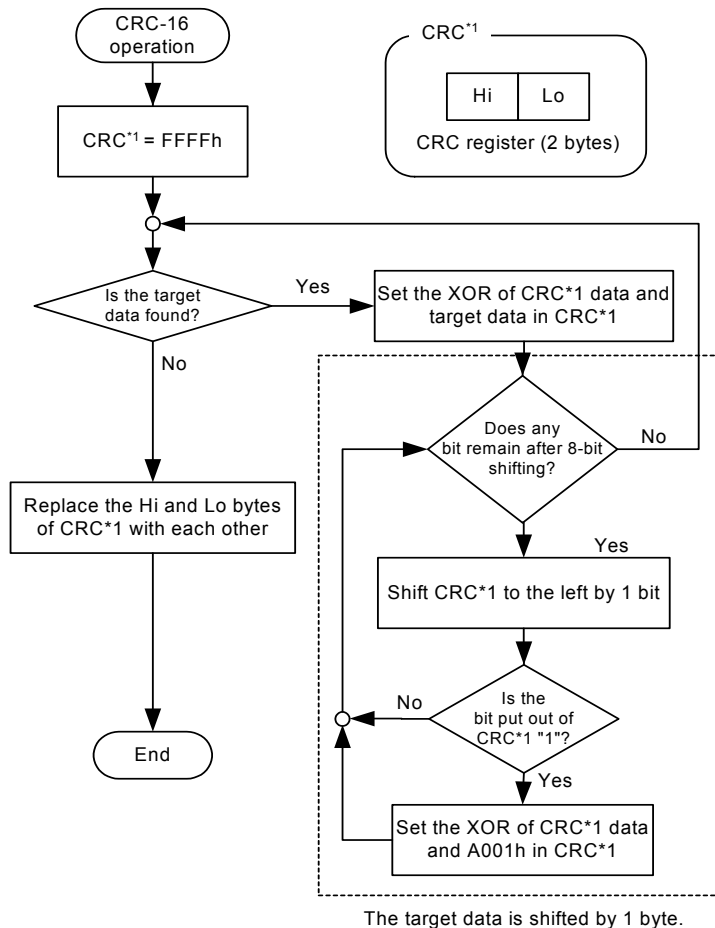 CRC-16
operation
CRC*1
Hi Lo
CRC register (2 bytes)
CRC*1 = FFFFh
Is the target
data found?
Yes
No
Set the XOR of CRC*1 data and
target data in CRC*1
Does any
bit remain after 8-bit
shifting?
No
Yes
Replace the Hi and Lo bytes
of CRC*1 with each other
Shift CRC*1 to the left by 1 bit
Is the
bit put out of
CRC*1 "1"?
No
Yes
End
Set the XOR of CRC*1 data
and A001h in CRC*1
The target data is shifted by 1 byte.